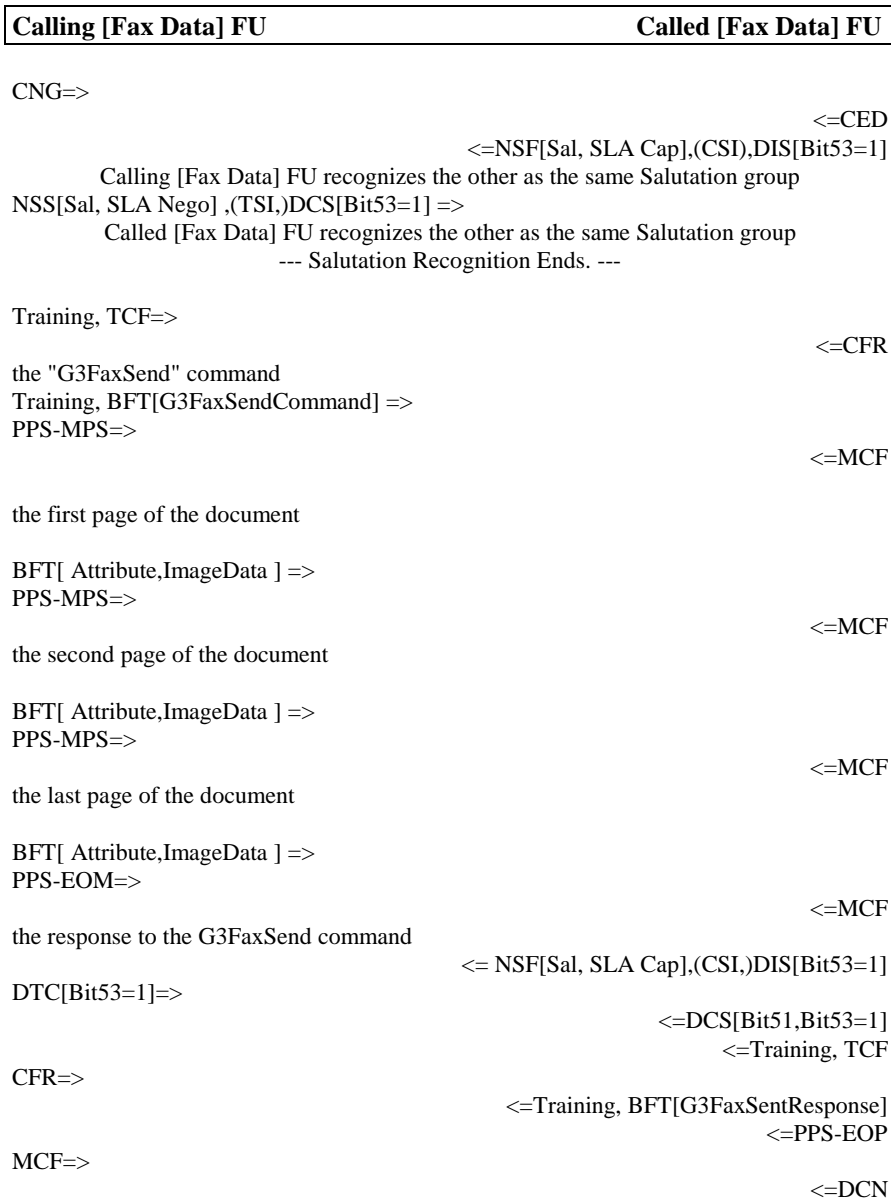 Calling [Fax Data] FU Called [Fax Data] FU
CNG=>
<=CED
<=NSF[Sal, SLA Cap],(CSI),DIS[Bit53=1]
Calling [Fax Data] FU recognizes the other as the same Salutation group
NSS[Sal, SLA Nego] ,(TSI,)DCS[Bit53=1] =>
Called [Fax Data] FU recognizes the other as the same Salutation group
--- Salutation Recognition Ends. ---
Training, TCF=>
<=CFR
the "G3FaxSend" command
Training, BFT[G3FaxSendCommand] =>
PPS-MPS=>
<=MCF
the first page of the document
BFT[ Attribute,ImageData ] =>
PPS-MPS=>
<=MCF
the second page of the document
BFT[ Attribute,ImageData ] =>
PPS-MPS=>
<=MCF
the last page of the document
BFT[ Attribute,ImageData ] =>
PPS-EOM=>
<=MCF
the response to the G3FaxSend command
<= NSF[Sal, SLA Cap],(CSI,)DIS[Bit53=1]
DTC[Bit53=1]=>
<=DCS[Bit51,Bit53=1]
<=Training, TCF
CFR=>
<=Training, BFT[G3FaxSentResponse]
<=PPS-EOP
MCF=>
<=DCN